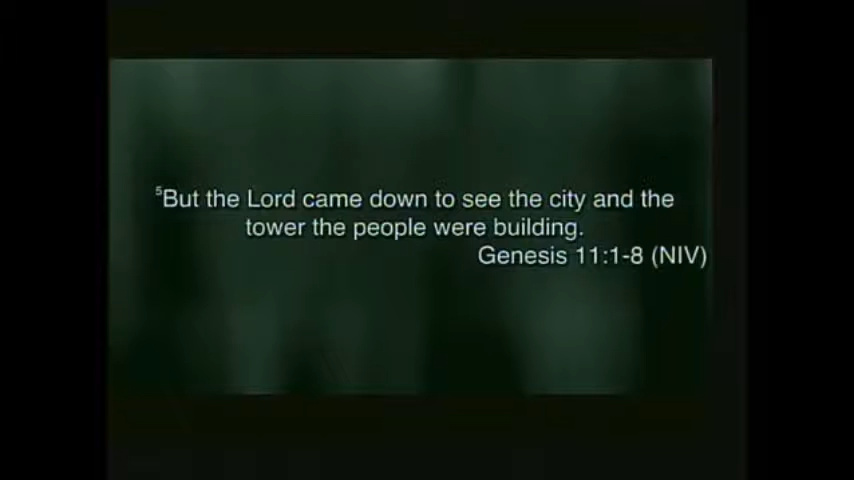 ⁵But the Lord came down to see the city and the
tower the people were building.
Genesis 11:1-8 (NIV)